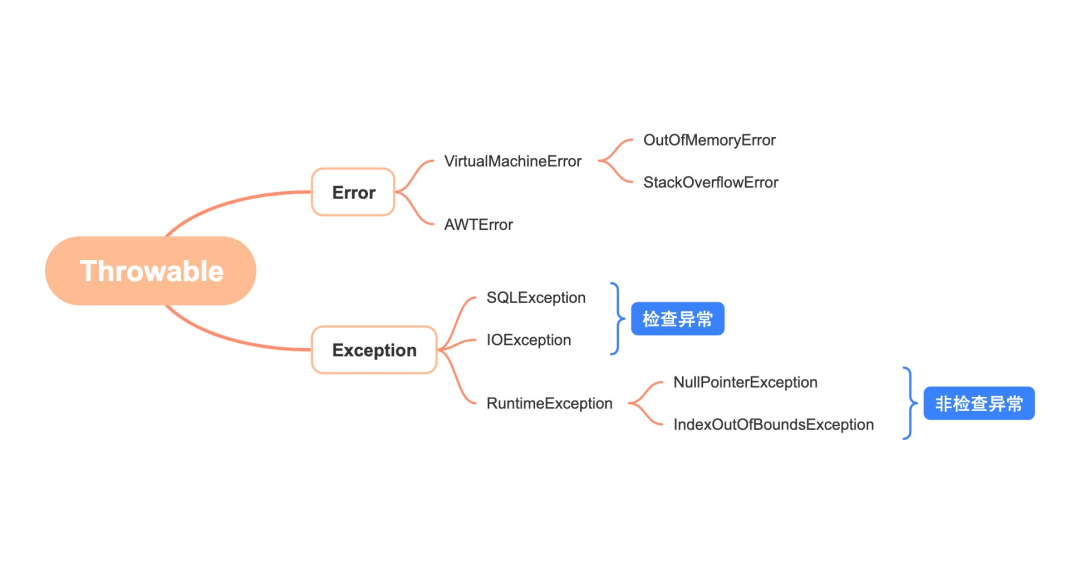 Throwable
Error
VirtualMachineError
OutOfMemoryError
StackOverflowError
AWTError
Exception
SQLException
IOException
检查异常
RuntimeException
NullPointerException
IndexOutOfBoundsException
非检查异常